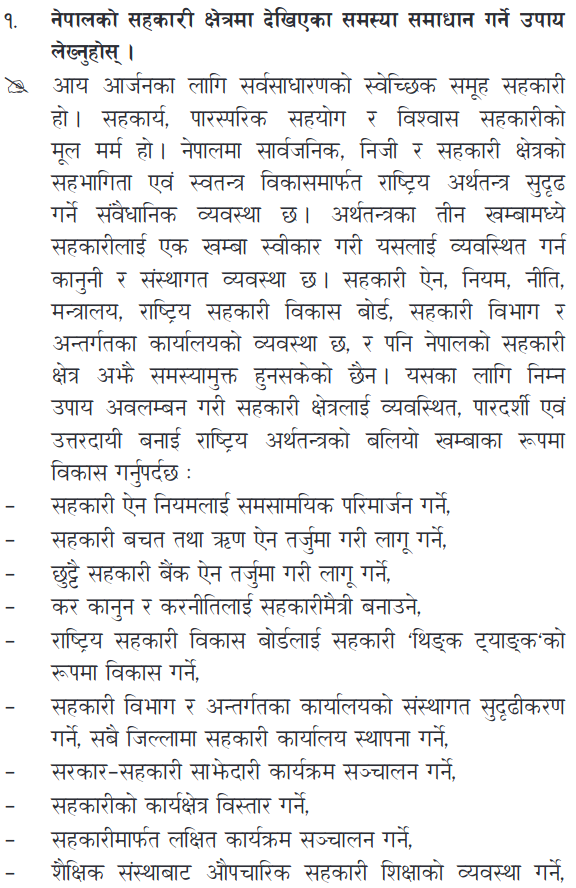 १. नेपालको सहकारी क्षेत्रमा देखिएका समस्या समाधान गर्ने उपाय
लेख्नुहोस् ।
आय आर्जनका लागि सर्वसाधारणको स्वेच्छिक समूह सहकारी
हो । सहकार्य, पारस्परिक सहयोग र विश्वास सहकारीको
मूल मर्म हो । नेपालमा सार्वजनिक, निजी र सहकारी क्षेत्रको
सहभागिता एवं स्वतन्त्र विकासमार्फत राष्ट्रिय अर्थतन्त्र सुदृढ
गर्ने संवैधानिक व्यवस्था छ । अर्थतन्त्रका तीन खम्बामध्ये
सहकारीलाई एक खम्बा स्वीकार गरी यसलाई व्यवस्थित गर्न
कानुनी र संस्थागत व्यवस्था छ । सहकारी ऐन, नियम, नीति,
मन्त्रालय, राष्ट्रिय सहकारी विकास बोर्ड, सहकारी विभाग र
अन्तर्गतका कार्यालयको व्यवस्था छ, र पनि नेपालको सहकारी
क्षेत्र अझै समस्यामुक्त हुनसकेको छैन । यसका लागि निम्न
उपाय अवलम्बन गरी सहकारी क्षेत्रलाई व्यवस्थित, पारदर्शी एवं
उत्तरदायी बनाई राष्ट्रिय अर्थतन्त्रको बलियो खम्बाका रूपमा
विकास गर्नुपर्दछ :
– सहकारी ऐन नियमलाई समसामयिक परिमार्जन गर्ने,
– सहकारी बचत तथा ऋण ऐन तर्जुमा गरी लागू गर्ने,
– छुट्टै सहकारी बैंक ऐन तर्जुमा गरी लागू गर्ने,
– कर कानुन र करनीतिलाई सहकारीमैत्री बनाउने,
– राष्ट्रिय सहकारी विकास बोर्डलाई सहकारी ‘थिङ्क ट्याङ्क‘को
रूपमा विकास गर्ने,
– सहकारी विभाग र अन्तर्गतका कार्यालयको संस्थागत सुदृढीकरण
गर्ने, सबै जिल्लामा सहकारी कार्यालय स्थापना गर्ने,
– सरकार–सहकारी साझेदारी कार्यक्रम सञ्चालन गर्ने,
– सहकारीको कार्यक्षेत्र विस्तार गर्ने,
– सहकारीमार्फत लक्षित कार्यक्रम सञ्चालन गर्ने,
– शैक्षिक संस्थाबाट औपचारिक सहकारी शिक्षाको व्यवस्था गर्ने,